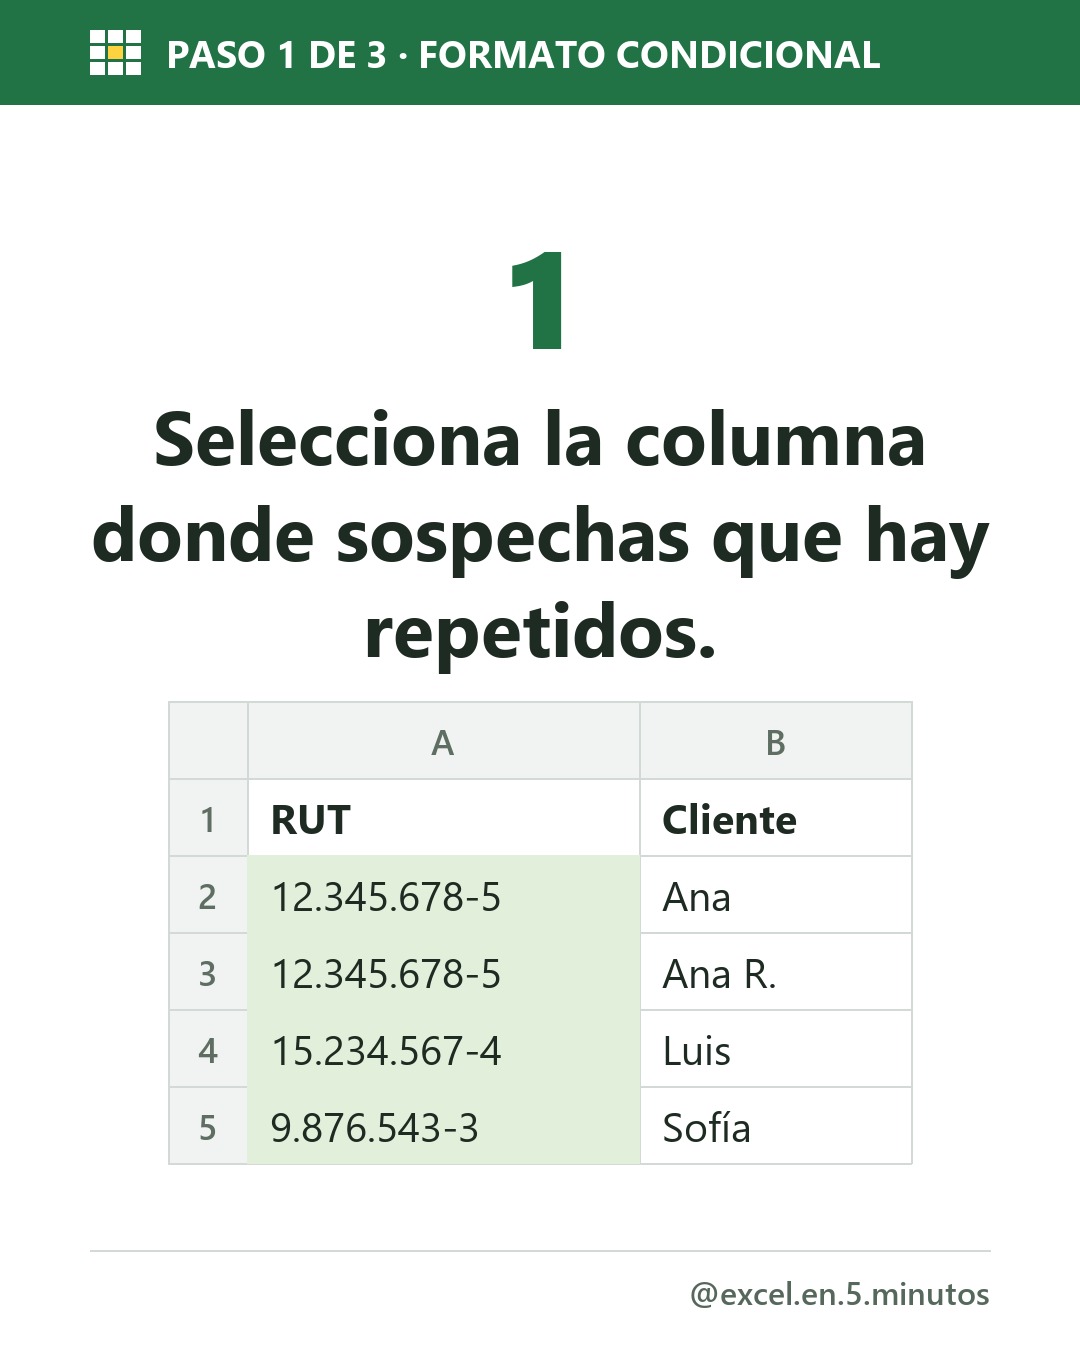 PASO 1 DE 3 · FORMATO CONDICIONAL
1
Selecciona la columna
donde sospechas que hay
repetidos.
A B
1 RUT Cliente
2 12.345.678-5 Ana
3 12.345.678-5 Ana R.
4 15.234.567-4 Luis
5 9.876.543-3 Sofía
@excel.en.5.minutos